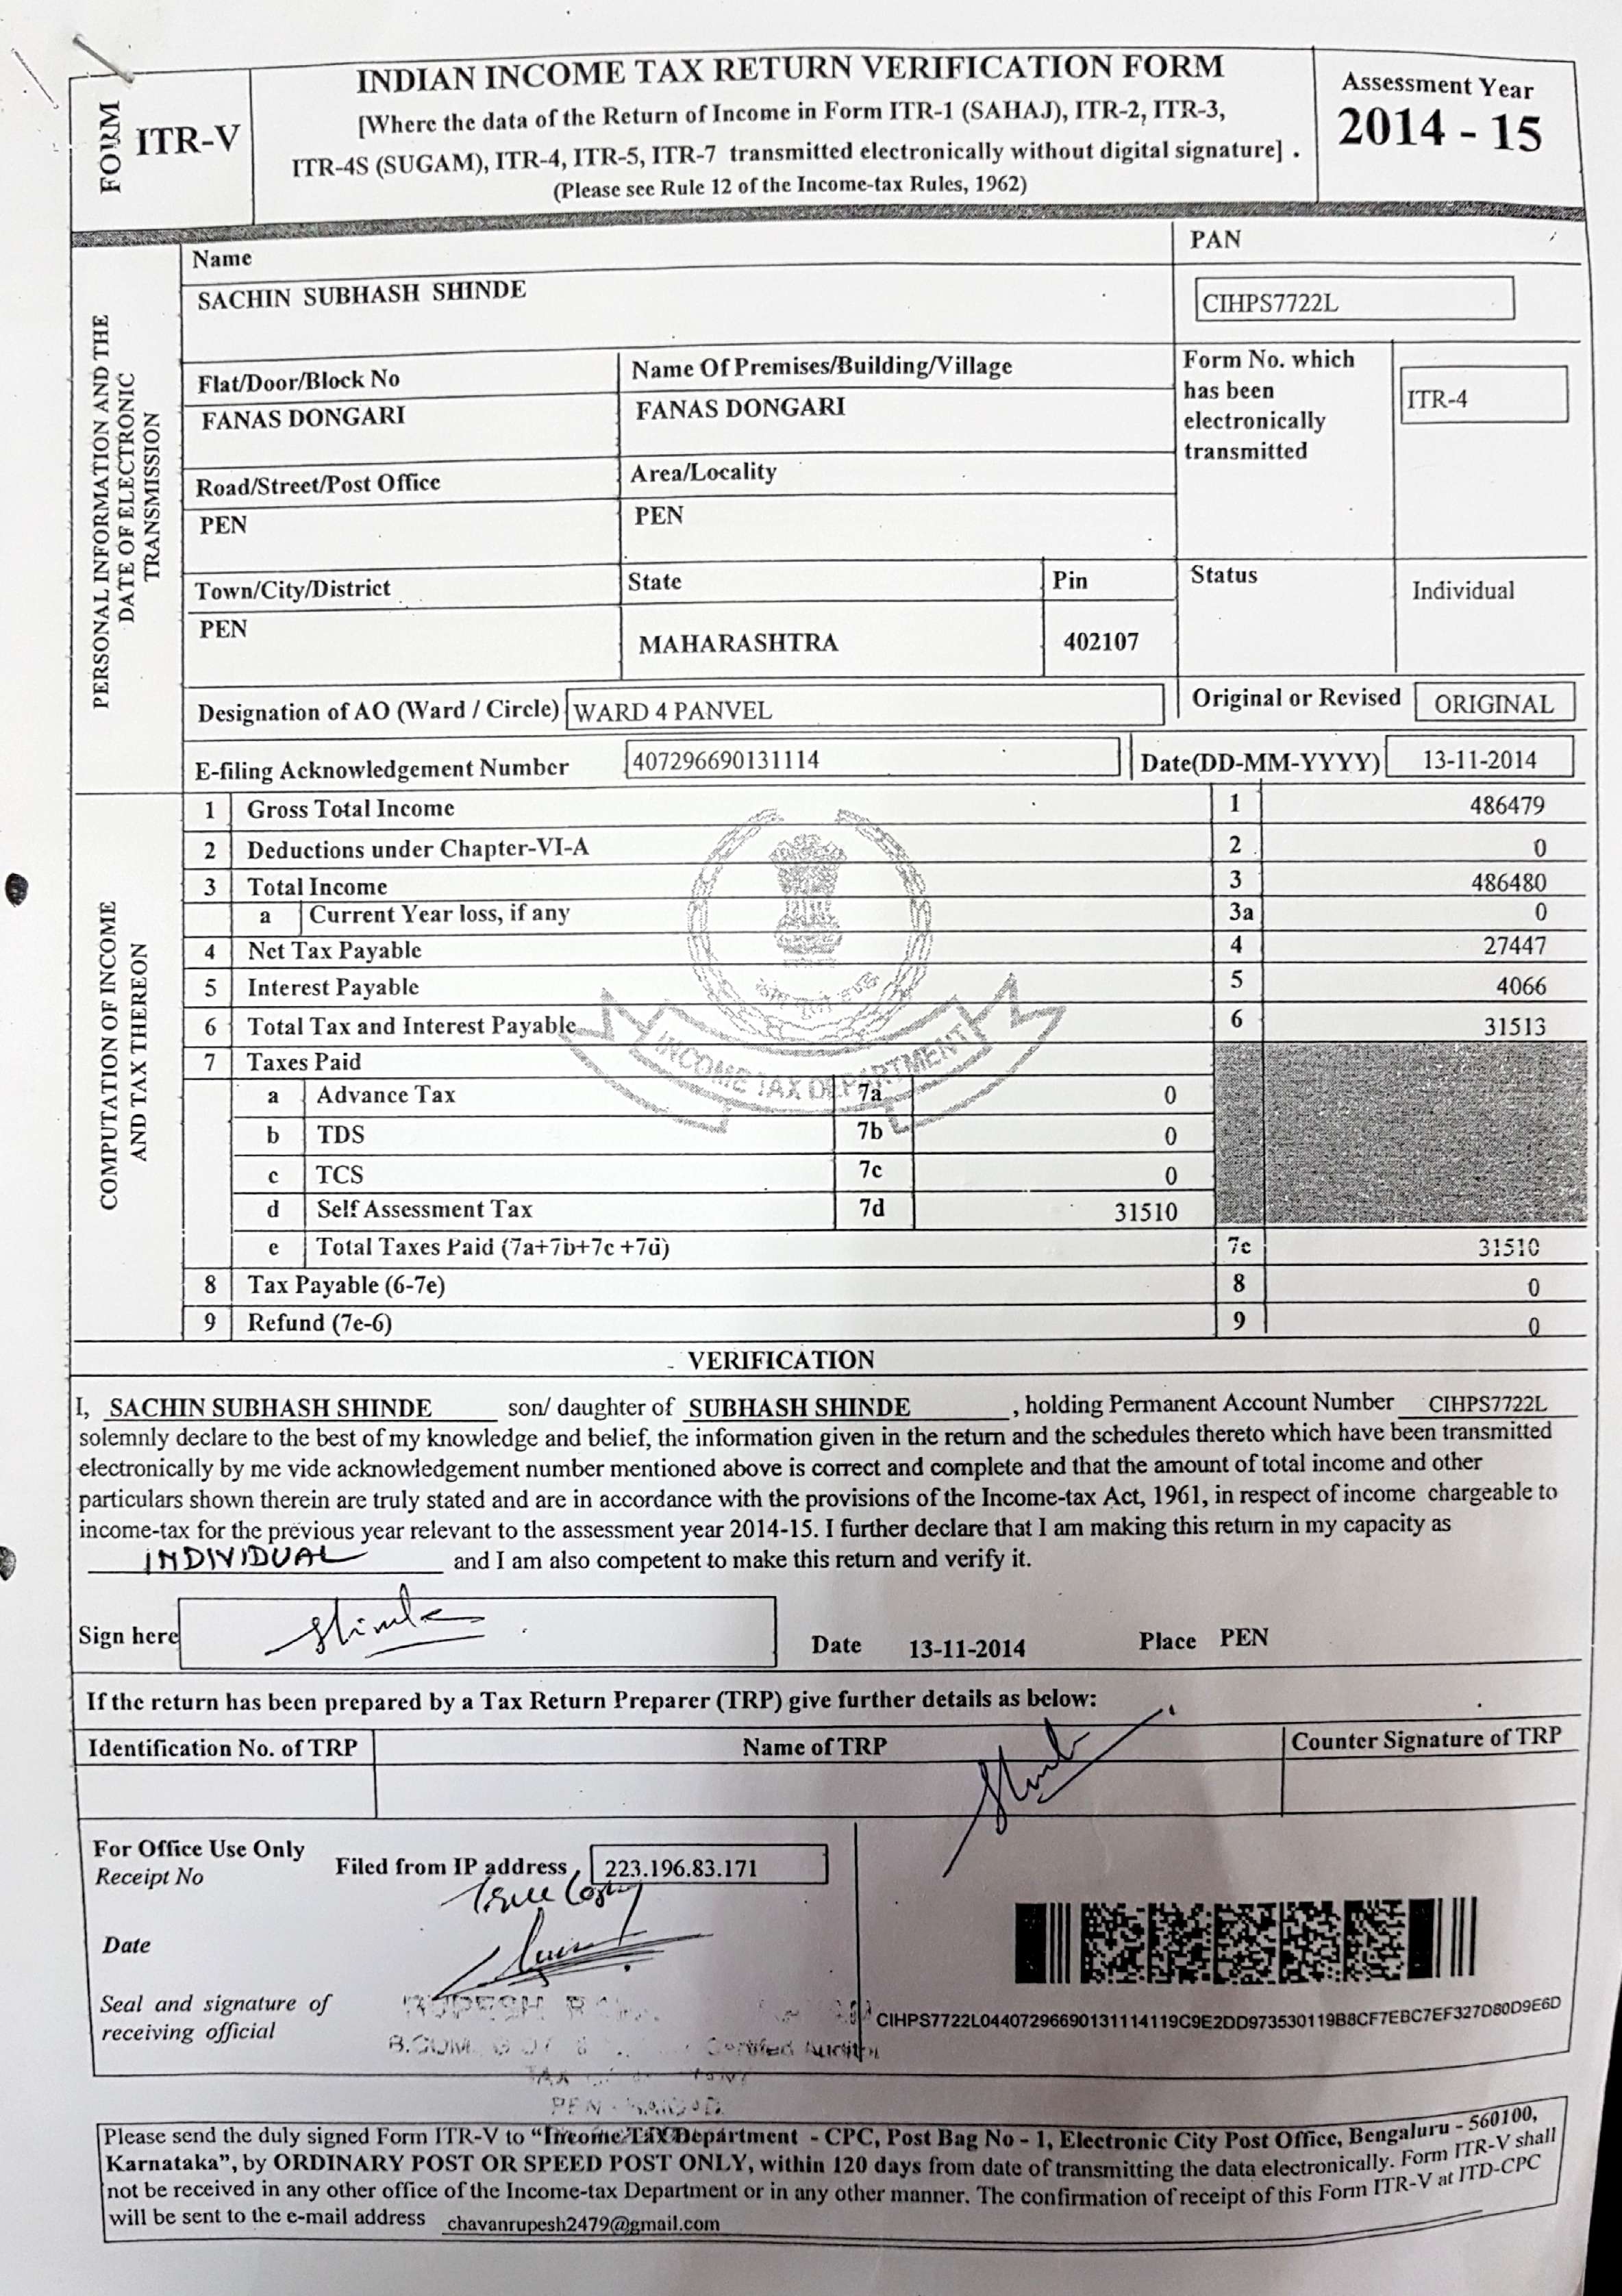 FORM ITR-V
INDIAN INCOME TAX RETURN VERIFICATION FORM
[Where the data of the Return of Income in Form ITR-1 (SAHAJ), ITR-2, ITR-3,
ITR-4S (SUGAM), ITR-4, ITR-5, ITR-7 transmitted electronically without digital signature] .
(Please see Rule 12 of the Income-tax Rules, 1962)
Assessment Year
2014 - 15
PERSONAL INFORMATION AND THE
DATE OF ELECTRONIC
TRANSMISSION
Name
PAN
SACHIN SUBHASH SHINDE
CIHPS7722L
Flat/Door/Block No
Name Of Premises/Building/Village
FANAS DONGARI
FANAS DONGARI
Form No. which
has been
electronically
transmitted
ITR-4
Road/Street/Post Office
Area/Locality
PEN
PEN
Town/City/District
State
Pin
Status
Individual
PEN
MAHARASHTRA
402107
Designation of AO (Ward / Circle) WARD 4 PANVEL
Original or Revised ORIGINAL
E-filing Acknowledgement Number 407296690131114
Date(DD-MM-YYYY) 13-11-2014
COMPUTATION OF INCOME
AND TAX THEREON
1 Gross Total Income 1 486479
2 Deductions under Chapter-VI-A 2 0
3 Total Income 3 486480
a Current Year loss, if any 3a 0
4 Net Tax Payable 4 27447
5 Interest Payable 5 4066
6 Total Tax and Interest Payable 6 31513
7 Taxes Paid
INCOME TAX DEPARTMENT
a Advance Tax 7a 0
b TDS 7b 0
c TCS 7c 0
d Self Assessment Tax 7d 31510
e Total Taxes Paid (7a+7b+7c +7d) 7e 31510
8 Tax Payable (6-7e) 8 0
9 Refund (7e-6) 9 0
VERIFICATION
I, SACHIN SUBHASH SHINDE son/ daughter of SUBHASH SHINDE , holding Permanent Account Number CIHPS7722L
solemnly declare to the best of my knowledge and belief, the information given in the return and the schedules thereto which have been transmitted
electronically by me vide acknowledgement number mentioned above is correct and complete and that the amount of total income and other
particulars shown therein are truly stated and are in accordance with the provisions of the Income-tax Act, 1961, in respect of income chargeable to
income-tax for the previous year relevant to the assessment year 2014-15. I further declare that I am making this return in my capacity as
INDIVIDUAL and I am also competent to make this return and verify it.
Sign here Shinde
Date 13-11-2014 Place PEN
If the return has been prepared by a Tax Return Preparer (TRP) give further details as below:
Identification No. of TRP
Name of TRP
Counter Signature of TRP
For Office Use Only
Receipt No
Filed from IP address 223.196.83.171
True Copy
Date
Seal and signature of
receiving official
RUPESH
B.COM. Certified Auditor
TAX
PEN - RAIGAD
CIHPS7722L04407296690131114119C9E2DD973530119B8CF7EBC7EF327D80D9E6D
Please send the duly signed Form ITR-V to “Income Tax Department - CPC, Post Bag No - 1, Electronic City Post Office, Bengaluru - 560100,
Karnataka”, by ORDINARY POST OR SPEED POST ONLY, within 120 days from date of transmitting the data electronically. Form ITR-V shall
not be received in any other office of the Income-tax Department or in any other manner. The confirmation of receipt of this Form ITR-V at ITD-CPC
will be sent to the e-mail address chavanrupesh2479@gmail.com